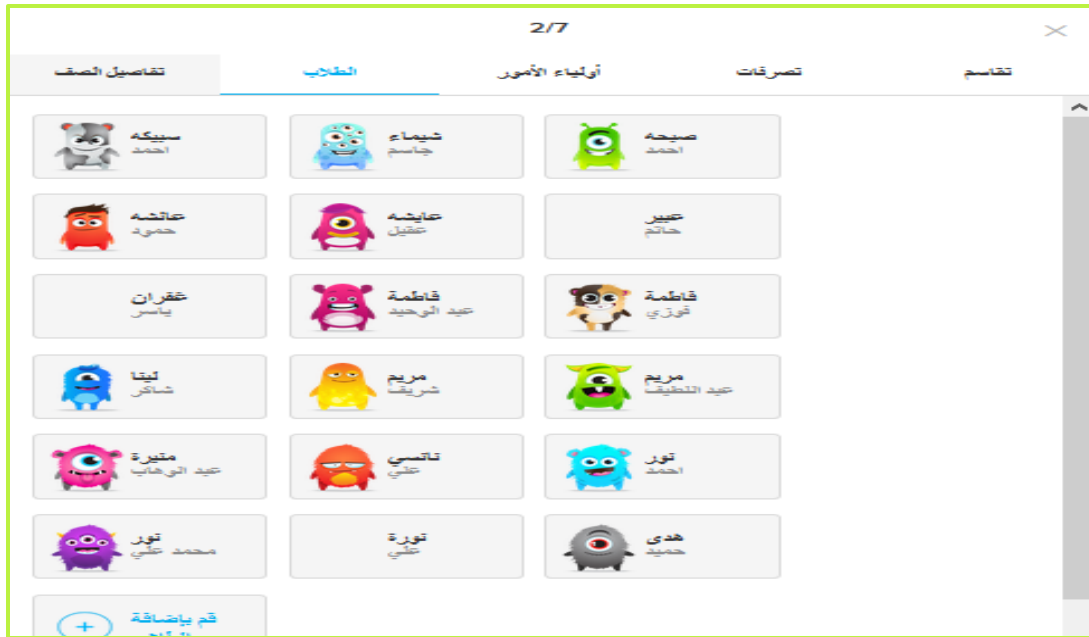 2/7
تفاصيل الصف
الطلاب
أولياء الأمور
تصرفات
تقاسم
سبيكه
احمد
شيماء
جاسم
صبحه
احمد
عائشه
حمود
عايشه
عقيل
عبير
حاتم
غفران
ياسر
فاطمة
عبد الوحيد
فاطمة
فوزي
لينا
شاكر
مريم
شريف
مريم
عبد اللطيف
منيرة
عبد الوهاب
نانسي
علي
نور
احمد
نور
محمد علي
نورة
علي
هدى
حميد
قم بإضافة